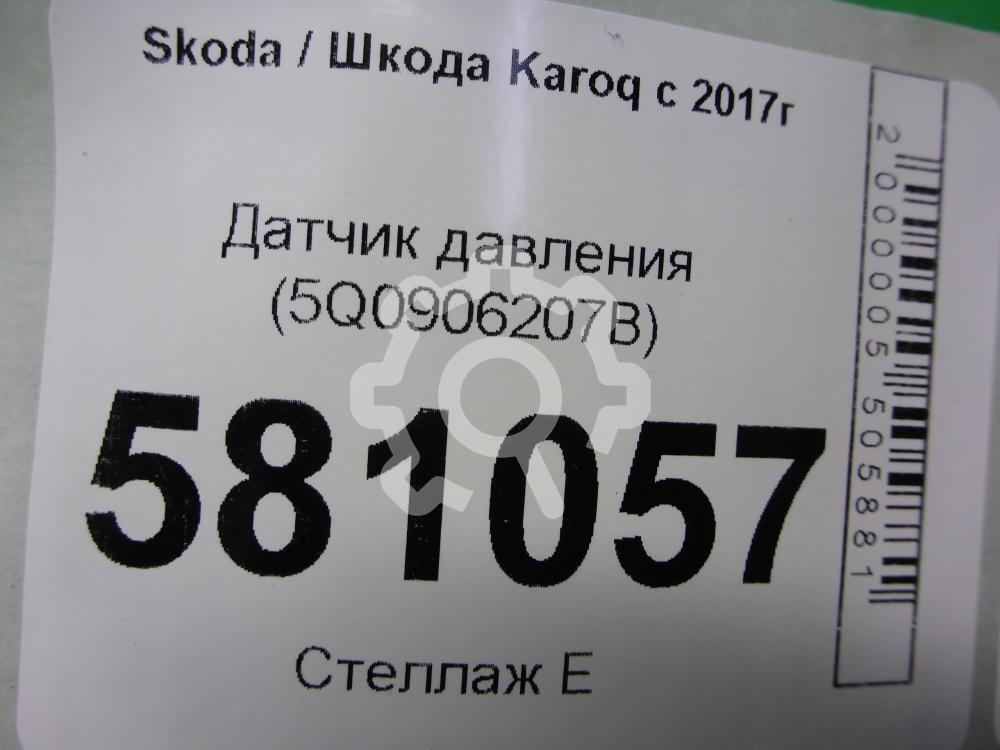 Skoda / Шкода Karoq с 2017г
Датчик давления
(5Q0906207B)
581057
Стеллаж Е
2000005505881